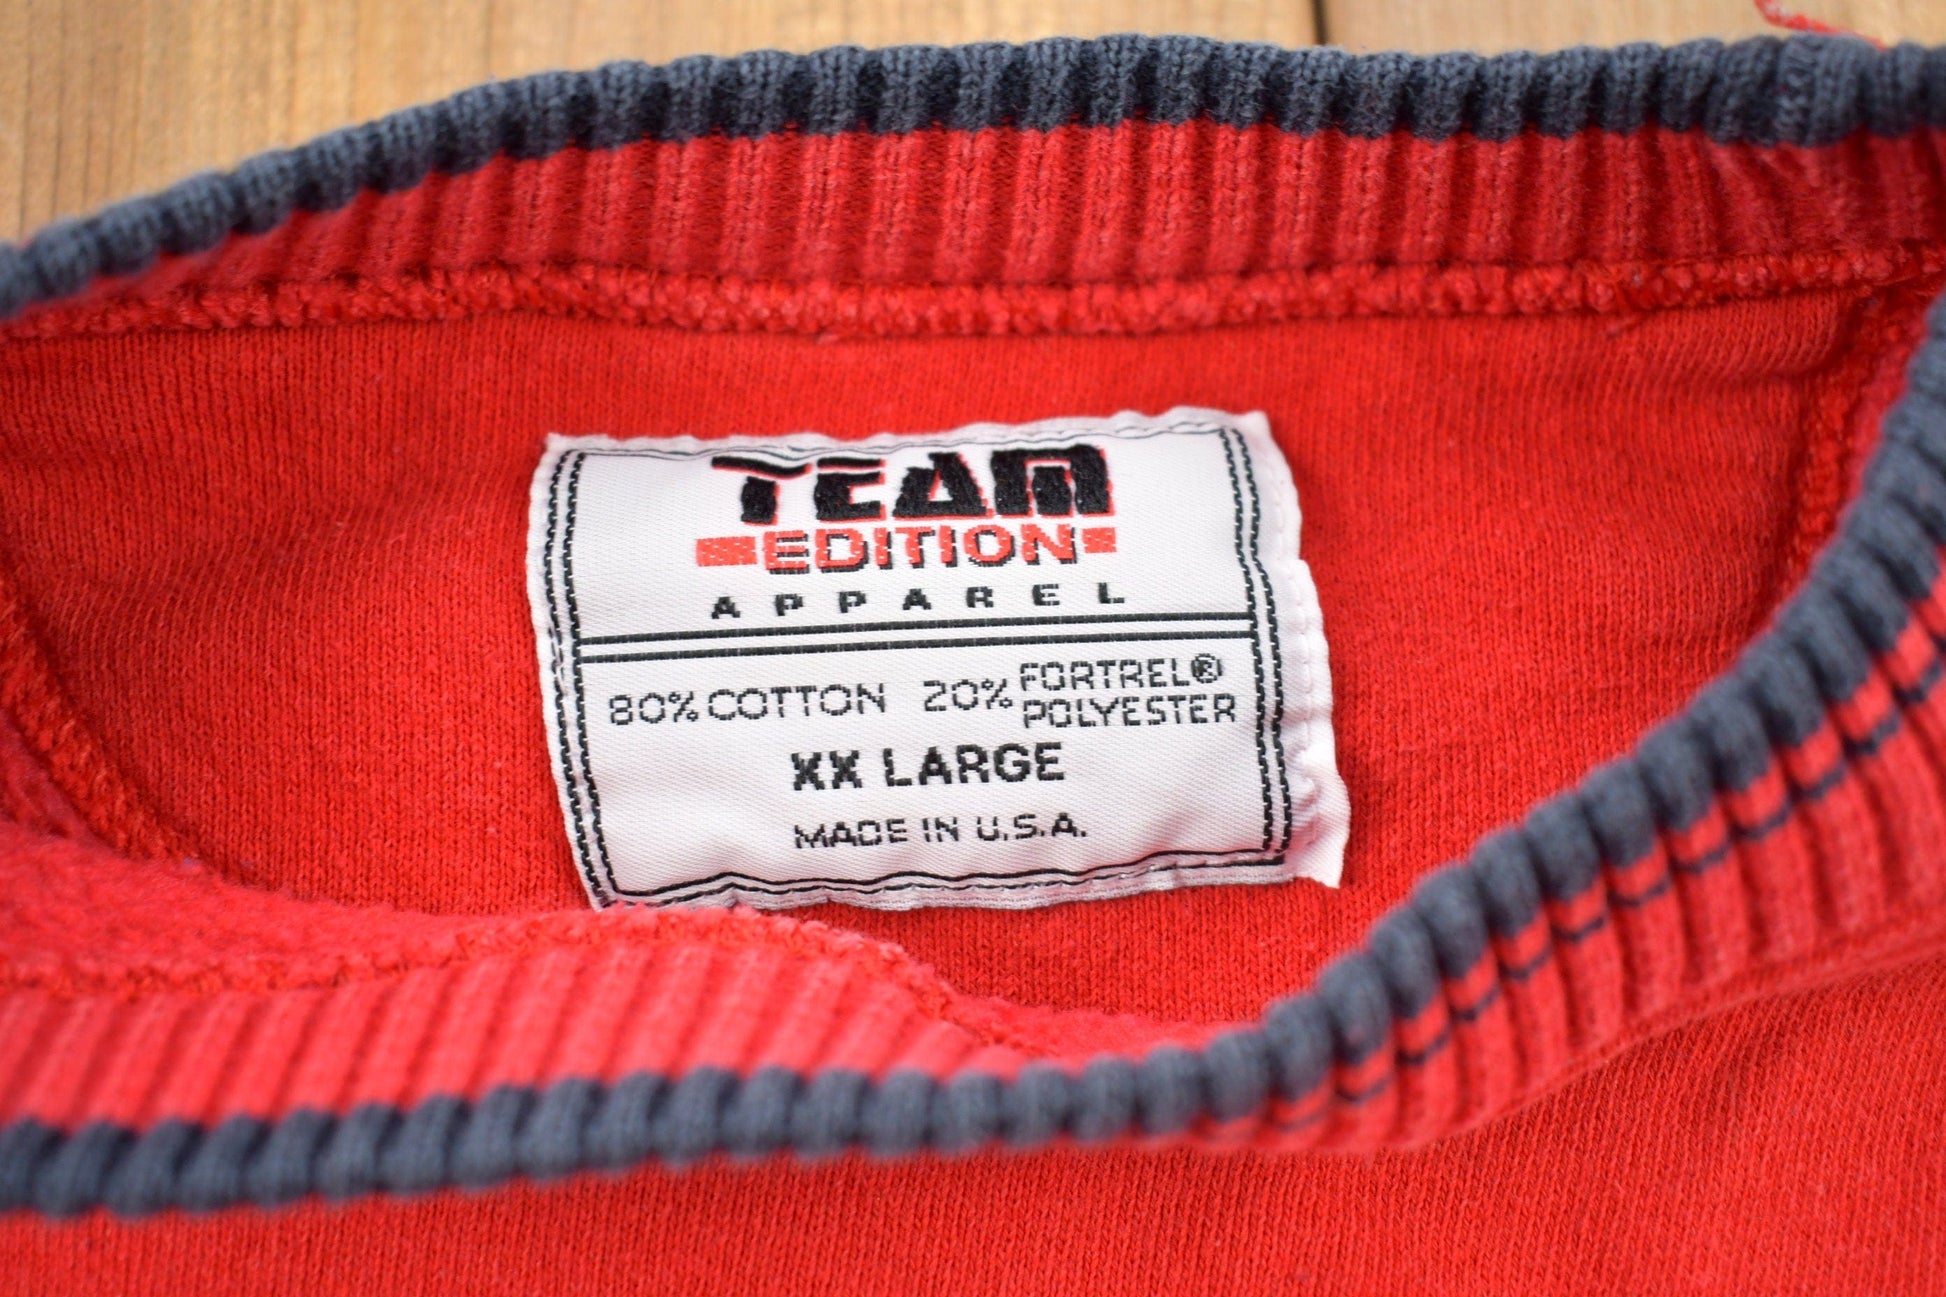 TEAM
EDITION
APPAREL
80% COTTON 20% FORTREL®
POLYESTER
XX LARGE
MADE IN U.S.A.